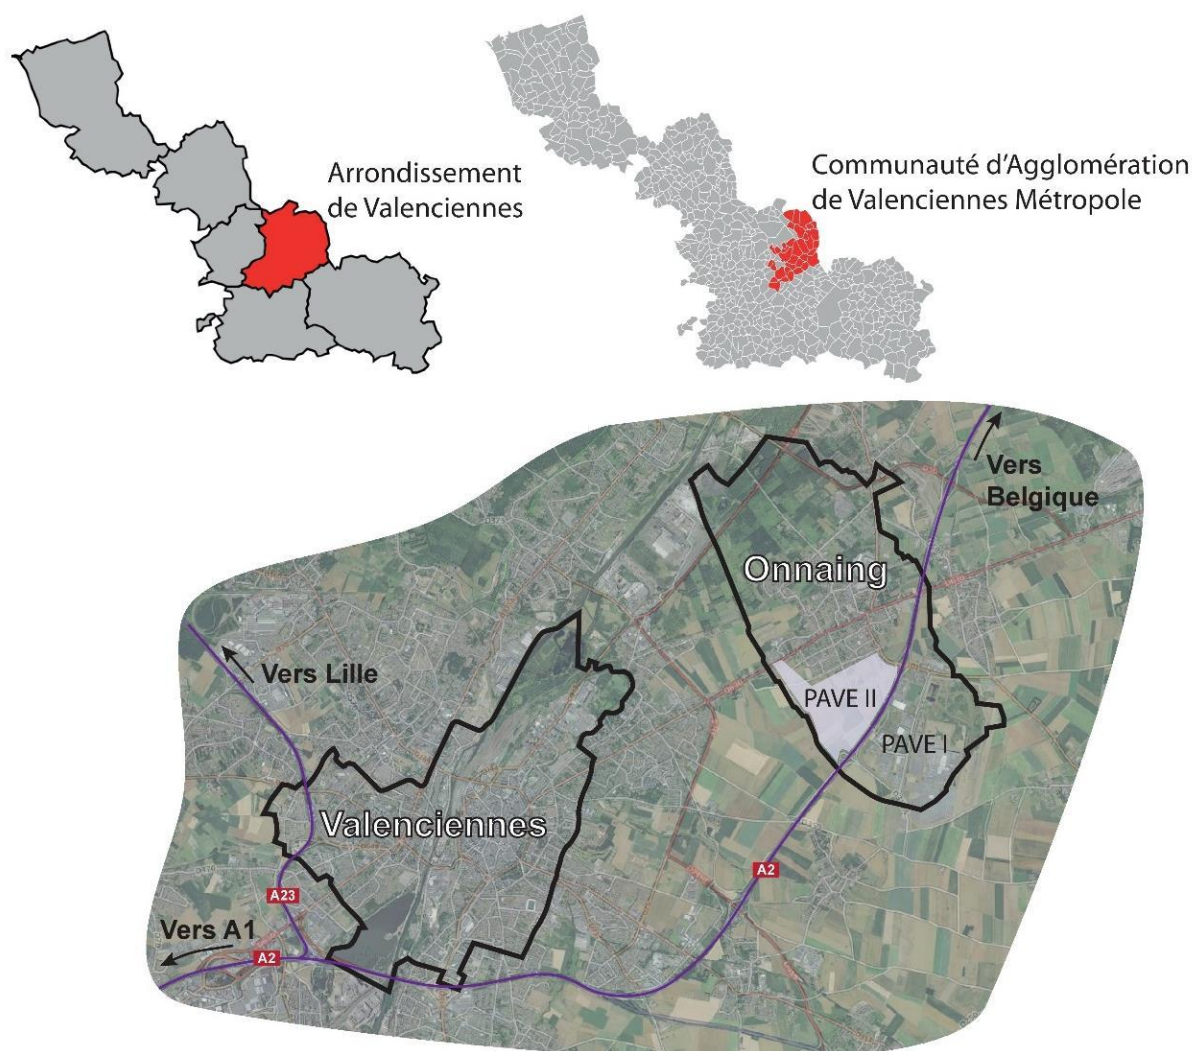 Arrondissement
de Valenciennes
Communauté d'Agglomération
de Valenciennes Métropole
Vers
Belgique
Onnaing
Vers Lille
PAVE II
PAVE I
Valenciennes
A2
A23
Vers A1
A2